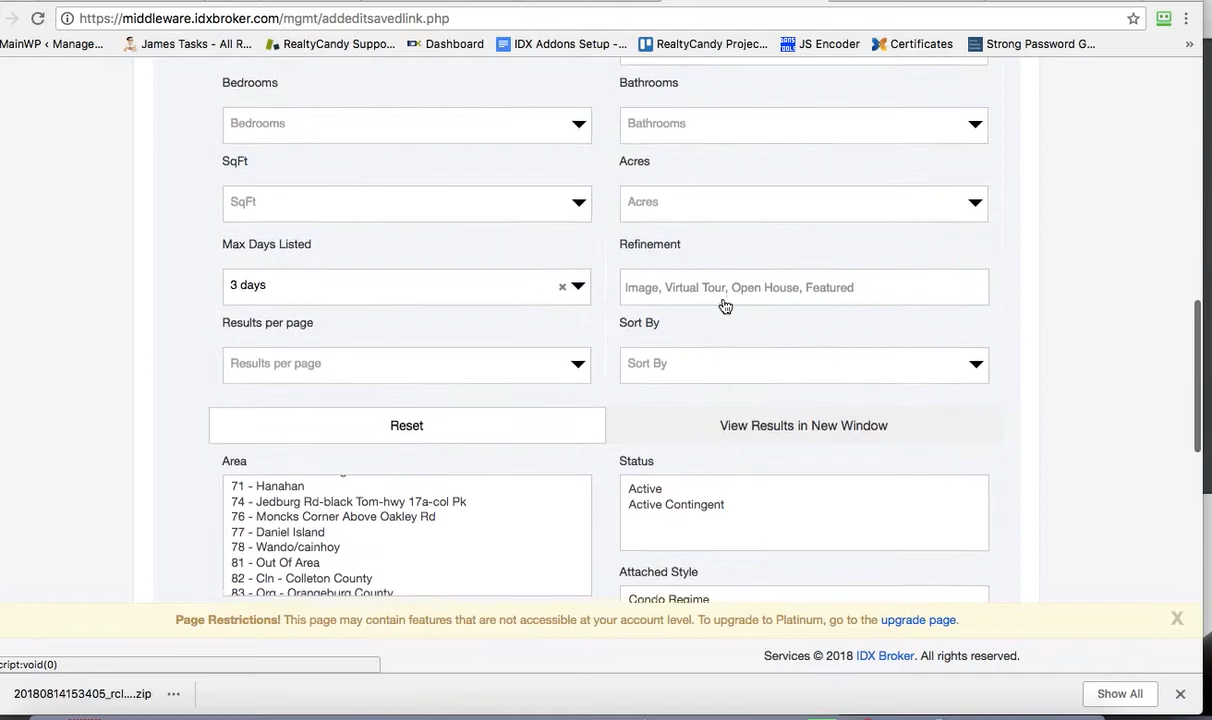 https://middleware.idxbroker.com/mgmt/addeditsavedlink.php
MainWP ‹ Manage...
James Tasks - All R...
RealtyCandy Suppo...
Dashboard
IDX Addons Setup -...
RealtyCandy Projec...
JS Encoder
Certificates
Strong Password G...
»
Bedrooms
Bathrooms
Bedrooms
Bathrooms
SqFt
Acres
SqFt
Acres
Max Days Listed
Refinement
3 days
×
Image, Virtual Tour, Open House, Featured
Results per page
Sort By
Results per page
Sort By
Reset
View Results in New Window
Area
Status
71 - Hanahan
74 - Jedburg Rd-black Tom-hwy 17a-col Pk
76 - Moncks Corner Above Oakley Rd
77 - Daniel Island
78 - Wando/cainhoy
81 - Out Of Area
82 - Cln - Colleton County
83 - Org - Orangeburg County
Active
Active Contingent
Attached Style
Condo Regime
Page Restrictions! This page may contain features that are not accessible at your account level. To upgrade to Platinum, go to the upgrade page.
X
Services © 2018 IDX Broker. All rights reserved.
cript:void(0)
20180814153405_rcl....zip
Show All